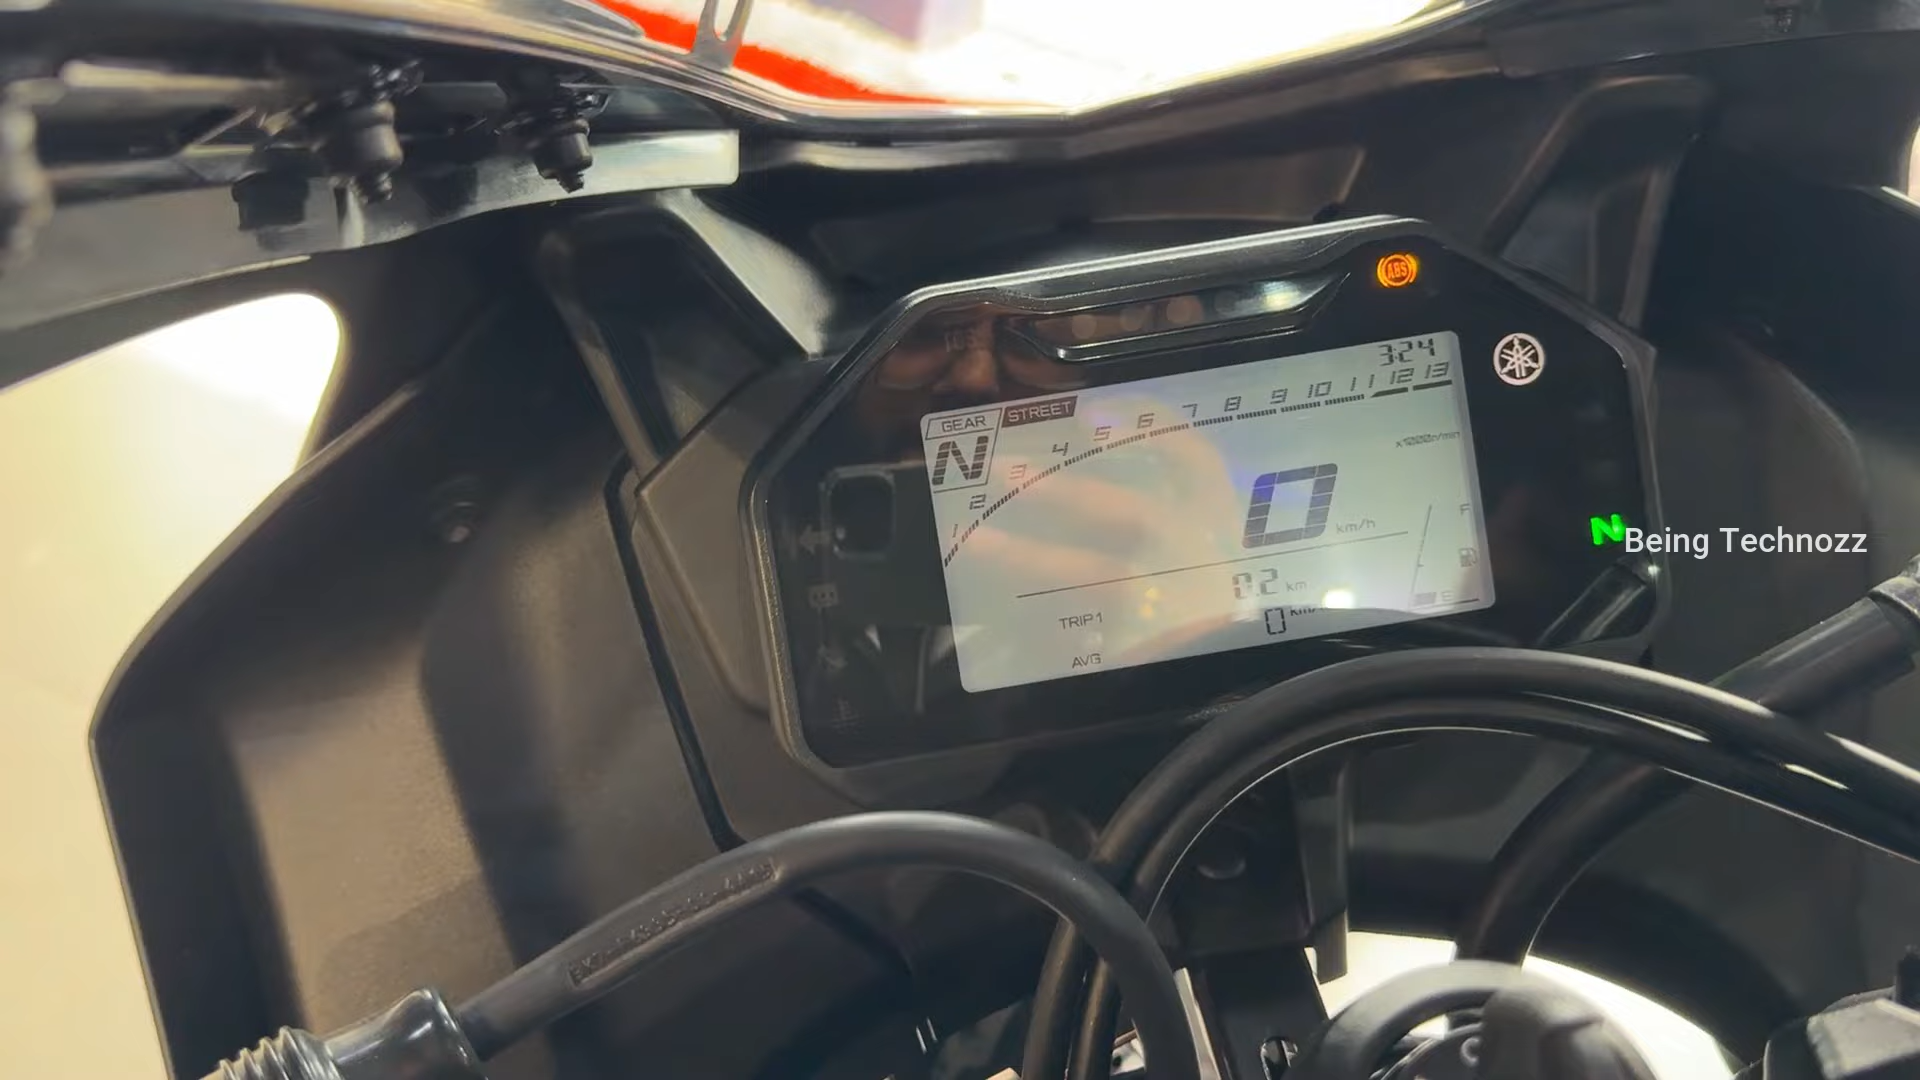 ABS
3:24
GEAR
STREET
N
1 2 3 4 5 6 7 8 9 10 11 12 13
x1000r/min
0 km/h
F
N
Being Technozz
0.2 km
E
TRIP 1
0
AVG